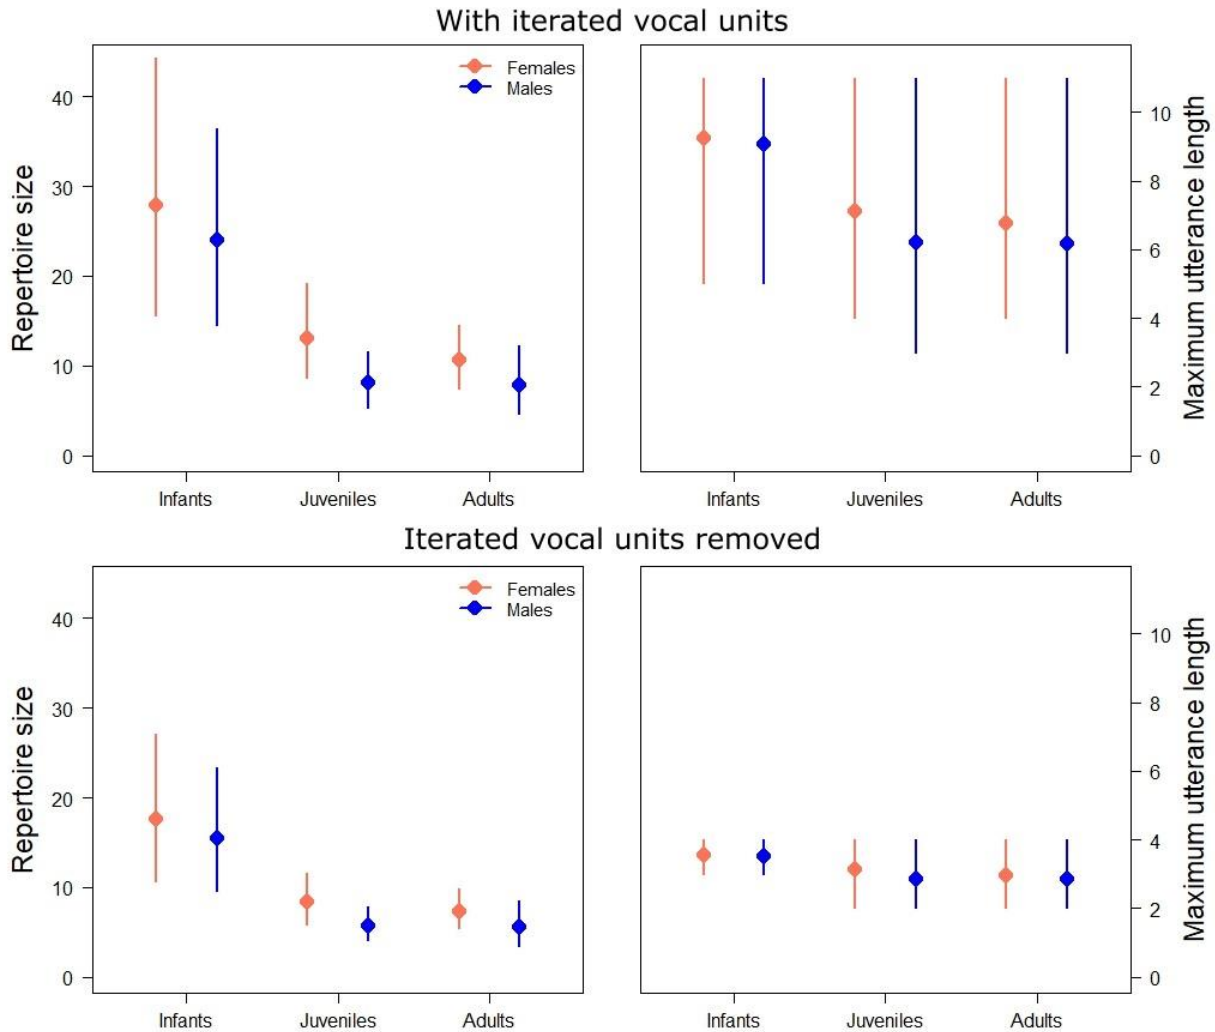 With iterated vocal units
Females
Males
Repertoire size
40
30
20
10
0
Infants Juveniles Adults
Maximum utterance length
10
8
6
4
2
0
Infants Juveniles Adults
Iterated vocal units removed
Females
Males
Repertoire size
40
30
20
10
0
Infants Juveniles Adults
Maximum utterance length
10
8
6
4
2
0
Infants Juveniles Adults